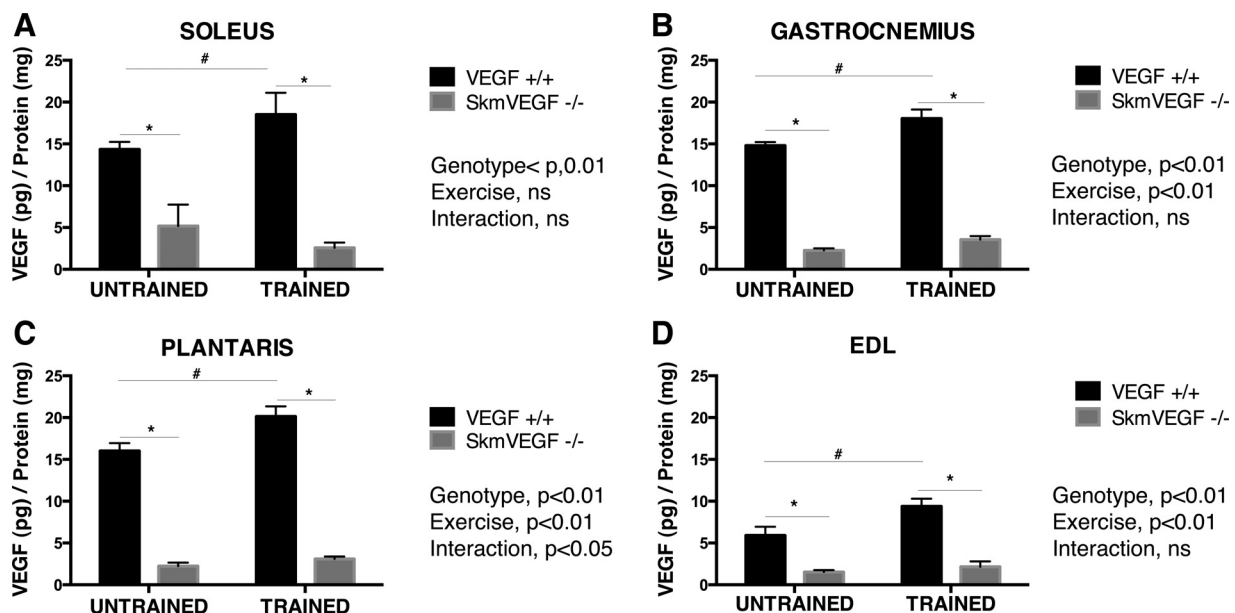 A
SOLEUS
VEGF (pg) / Protein (mg)
25
20
15
10
5
0
#
*
*
UNTRAINED
TRAINED
VEGF +/+
SkmVEGF -/-
Genotype< p,0.01
Exercise, ns
Interaction, ns
B
GASTROCNEMIUS
VEGF (pg) / Protein (mg)
25
20
15
10
5
0
#
*
*
UNTRAINED
TRAINED
VEGF +/+
SkmVEGF -/-
Genotype, p<0.01
Exercise, p<0.01
Interaction, ns
C
PLANTARIS
VEGF (pg) / Protein (mg)
25
20
15
10
5
0
#
*
*
UNTRAINED
TRAINED
VEGF +/+
SkmVEGF -/-
Genotype, p<0.01
Exercise, p<0.01
Interaction, p<0.05
D
EDL
VEGF (pg) / Protein (mg)
25
20
15
10
5
0
#
*
*
UNTRAINED
TRAINED
VEGF +/+
SkmVEGF -/-
Genotype, p<0.01
Exercise, p<0.01
Interaction, ns